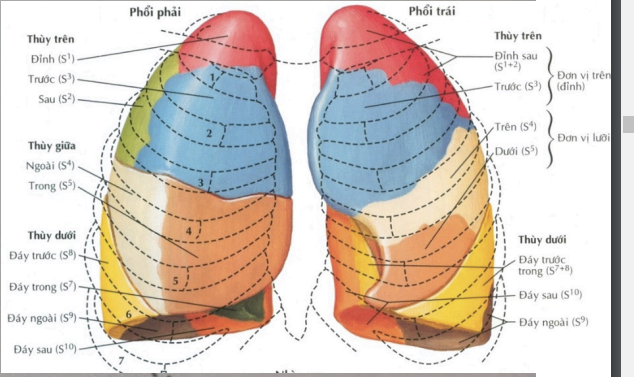 Phổi phải
Phổi trái
Thùy trên
Đỉnh (S1)
Trước (S3)
Sau (S2)
Thùy giữa
Ngoài (S4)
Trong (S5)
Thùy dưới
Đáy trước (S8)
Đáy trong (S7)
Đáy ngoài (S9)
Đáy sau (S10)
1
2
3
4
5
6
7
Thùy trên
Đỉnh sau
(S1+2)
Trước (S3)
Đơn vị trên
(đỉnh)
Trên (S4)
Dưới (S5)
Đơn vị lưỡi
Thùy dưới
Đáy trước
trong (S7+8)
Đáy sau (S10)
Đáy ngoài (S9)